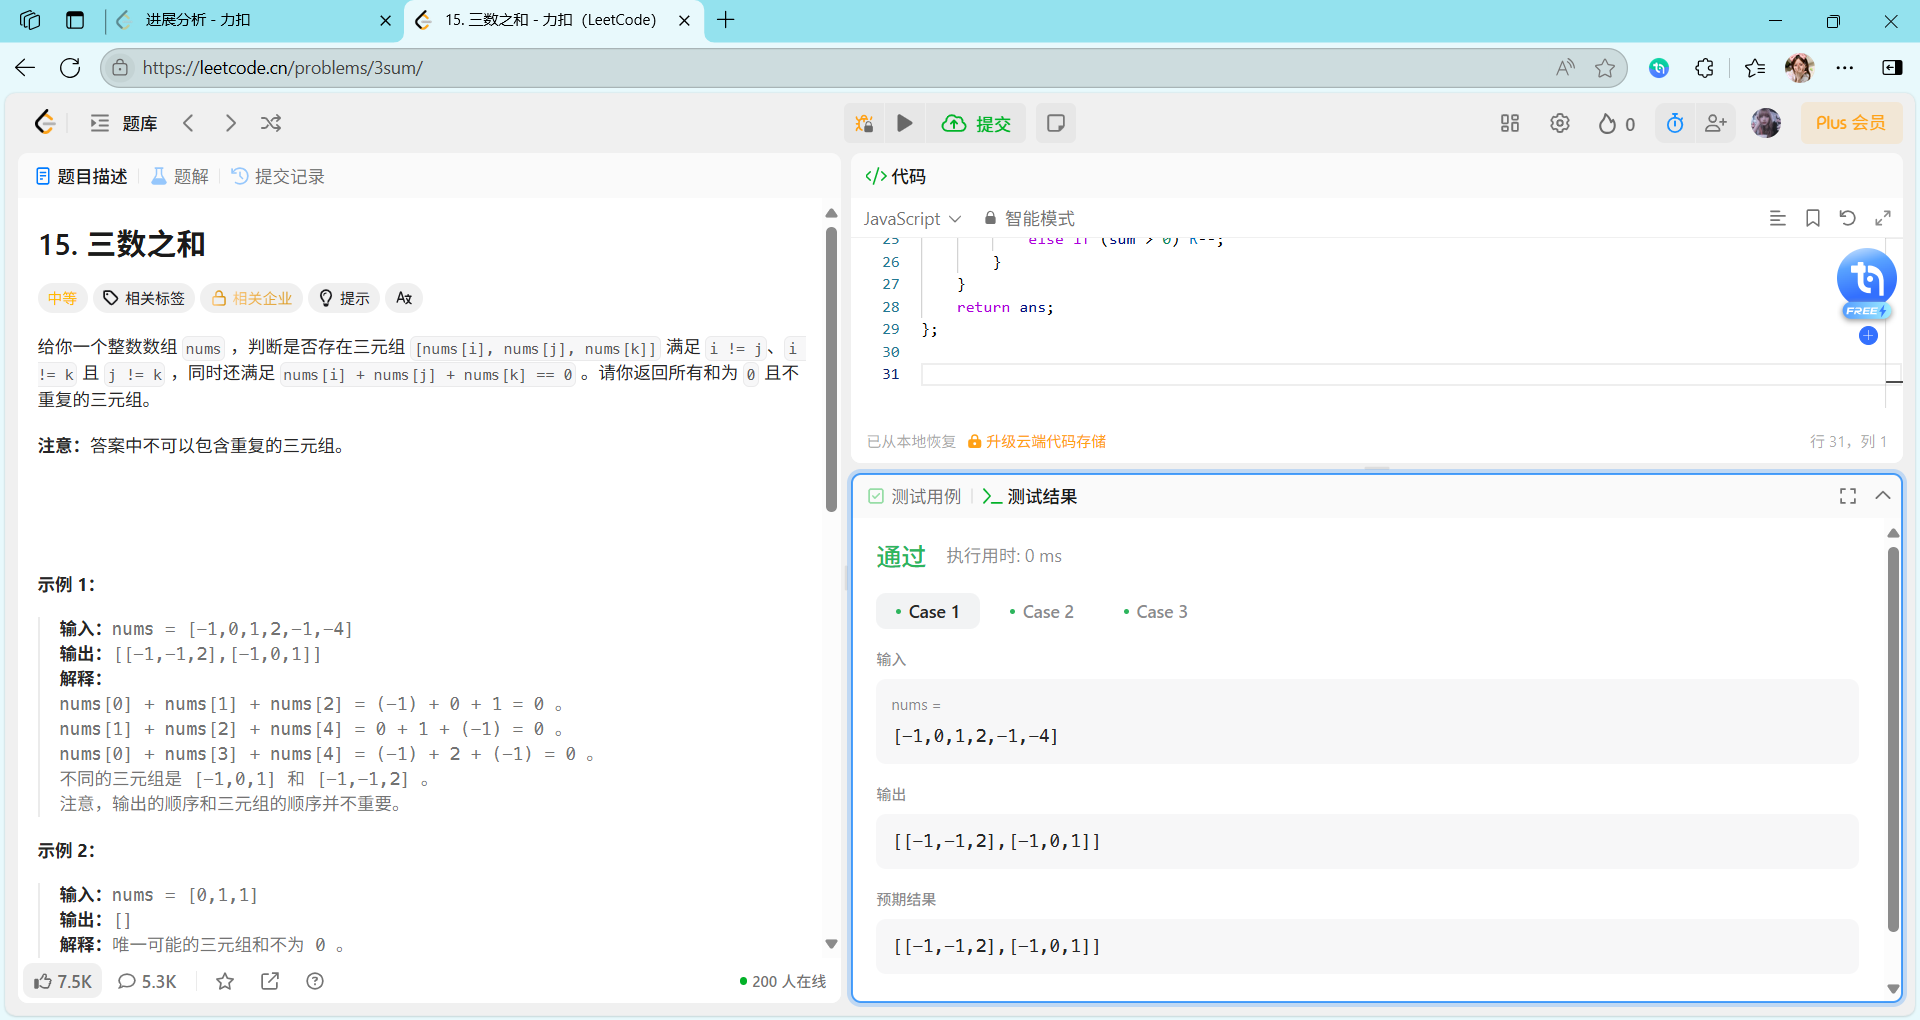 进展分析 - 力扣
15. 三数之和 - 力扣（LeetCode）
https://leetcode.cn/problems/3sum/
题库
提交
0
Plus 会员
题目描述
题解
提交记录
15. 三数之和
中等
相关标签
相关企业
提示
给你一个整数数组 nums ，判断是否存在三元组 [nums[i], nums[j], nums[k]] 满足 i != j、i
!= k 且 j != k ，同时还满足 nums[i] + nums[j] + nums[k] == 0 。请你返回所有和为 0 且不
重复的三元组。
注意：答案中不可以包含重复的三元组。
示例 1：
输入：nums = [-1,0,1,2,-1,-4]
输出：[[-1,-1,2],[-1,0,1]]
解释：
nums[0] + nums[1] + nums[2] = (-1) + 0 + 1 = 0 。
nums[1] + nums[2] + nums[4] = 0 + 1 + (-1) = 0 。
nums[0] + nums[3] + nums[4] = (-1) + 2 + (-1) = 0 。
不同的三元组是 [-1,0,1] 和 [-1,-1,2] 。
注意，输出的顺序和三元组的顺序并不重要。
示例 2：
输入：nums = [0,1,1]
输出：[]
解释：唯一可能的三元组和不为 0 。
7.5K
5.3K
200 人在线
代码
JavaScript
智能模式
25 else if (sum > 0) R--;
26 }
27 }
28 return ans;
29 };
30
31
FREE
已从本地恢复
升级云端代码存储
行 31，列 1
测试用例
测试结果
通过
执行用时: 0 ms
Case 1
Case 2
Case 3
输入
nums =
[-1,0,1,2,-1,-4]
输出
[[-1,-1,2],[-1,0,1]]
预期结果
[[-1,-1,2],[-1,0,1]]